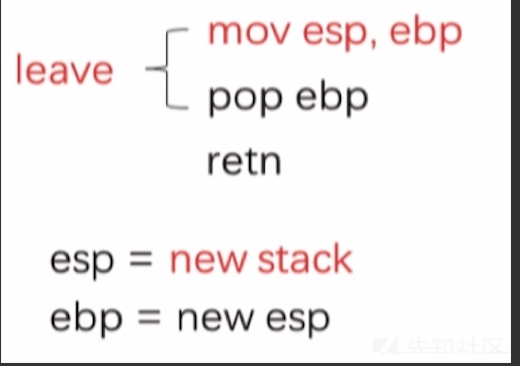 mov esp, ebp
leave
pop ebp
retn
esp = new stack
ebp = new esp
先知社区